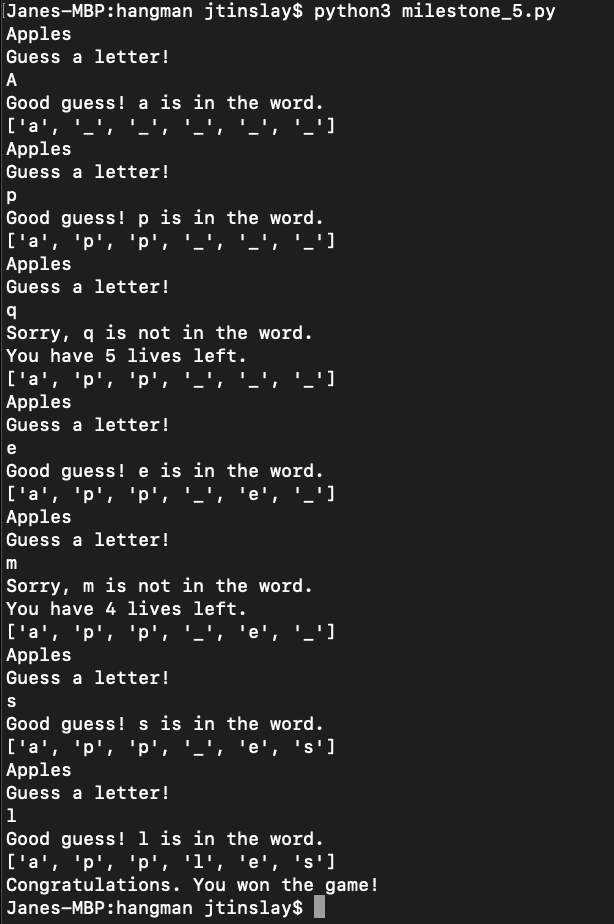 Janes-MBP:hangman jtinslay$ python3 milestone_5.py
Apples
Guess a letter!
A
Good guess! a is in the word.
['a', '_', '_', '_', '_', '_']
Apples
Guess a letter!
p
Good guess! p is in the word.
['a', 'p', 'p', '_', '_', '_']
Apples
Guess a letter!
q
Sorry, q is not in the word.
You have 5 lives left.
['a', 'p', 'p', '_', '_', '_']
Apples
Guess a letter!
e
Good guess! e is in the word.
['a', 'p', 'p', '_', 'e', '_']
Apples
Guess a letter!
m
Sorry, m is not in the word.
You have 4 lives left.
['a', 'p', 'p', '_', 'e', '_']
Apples
Guess a letter!
s
Good guess! s is in the word.
['a', 'p', 'p', '_', 'e', 's']
Apples
Guess a letter!
l
Good guess! l is in the word.
['a', 'p', 'p', 'l', 'e', 's']
Congratulations. You won the game!
Janes-MBP:hangman jtinslay$